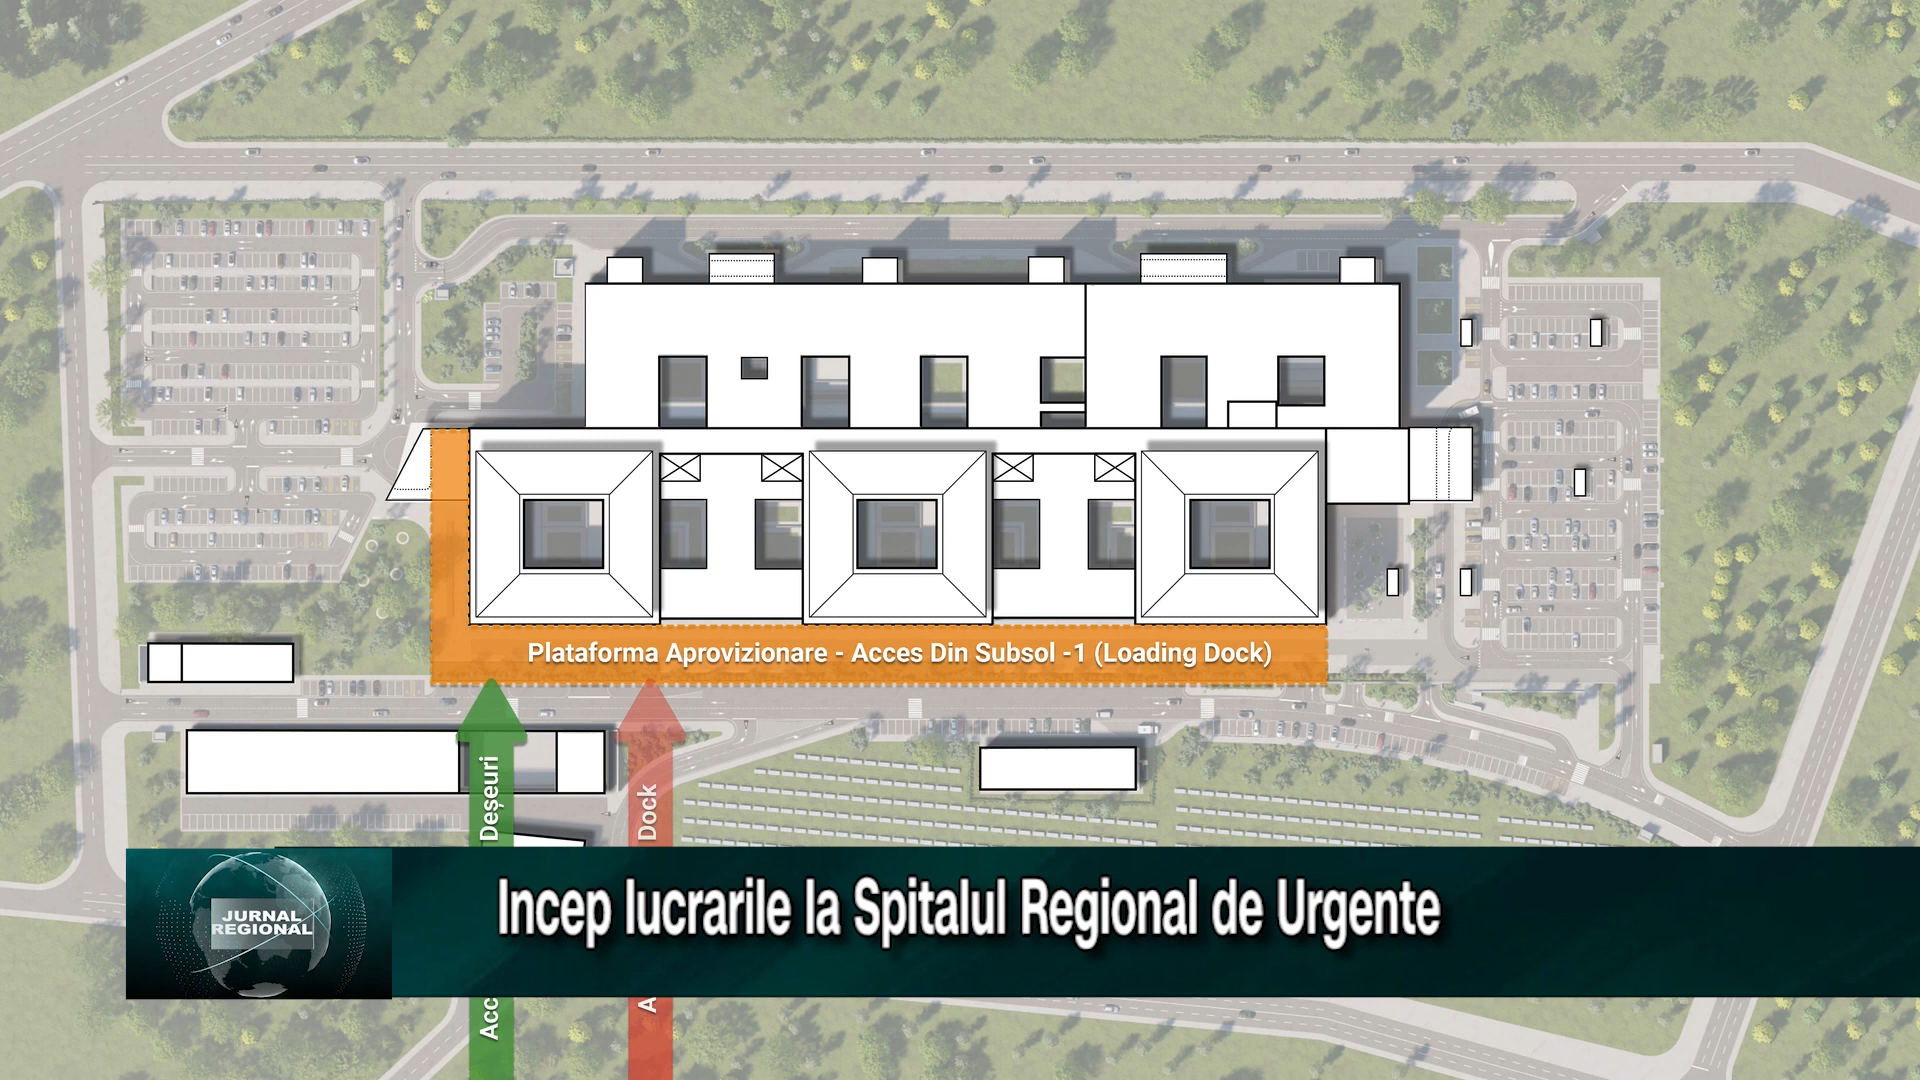 Plataforma Aprovizionare - Acces Din Subsol -1 (Loading Dock)
Deșeuri
Dock
Incep lucrarile la Spitalul Regional de Urgente
JURNAL
REGIONAL
Acc
A